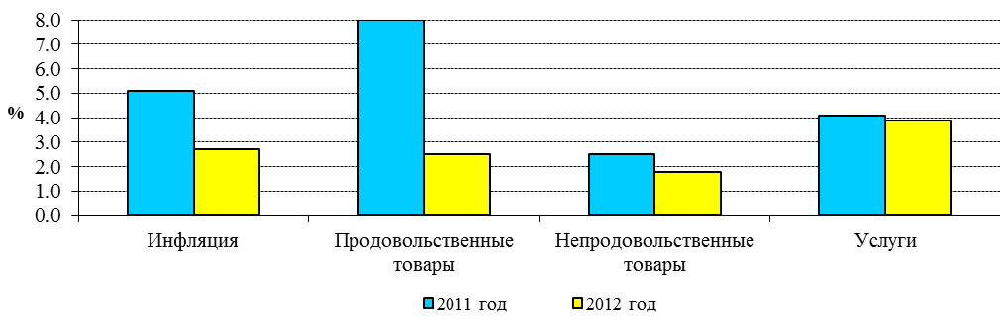 8.0
7.0
6.0
5.0
%
4.0
3.0
2.0
1.0
0.0
Инфляция
Продовольственные
товары
Непродовольственные
товары
Услуги
2011 год
2012 год